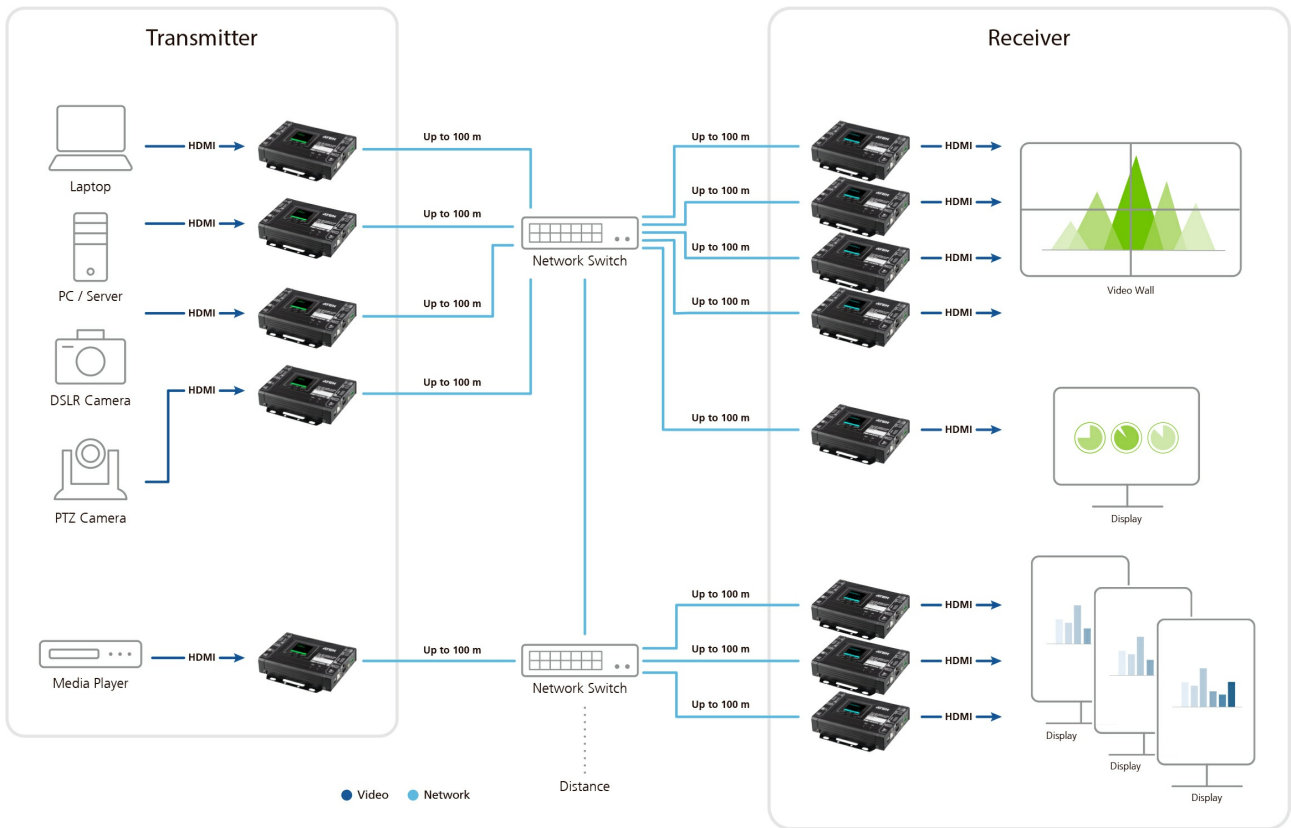 Transmitter
Receiver
Laptop
PC / Server
DSLR Camera
PTZ Camera
Media Player
HDMI
HDMI
HDMI
HDMI
HDMI
Up to 100 m
Up to 100 m
Up to 100 m
Up to 100 m
Up to 100 m
Network Switch
Network Switch
Distance
Up to 100 m
Up to 100 m
Up to 100 m
Up to 100 m
Up to 100 m
Up to 100 m
Up to 100 m
Up to 100 m
HDMI
HDMI
HDMI
HDMI
HDMI
HDMI
HDMI
HDMI
Video Wall
Display
Display
Display
Display
Video
Network